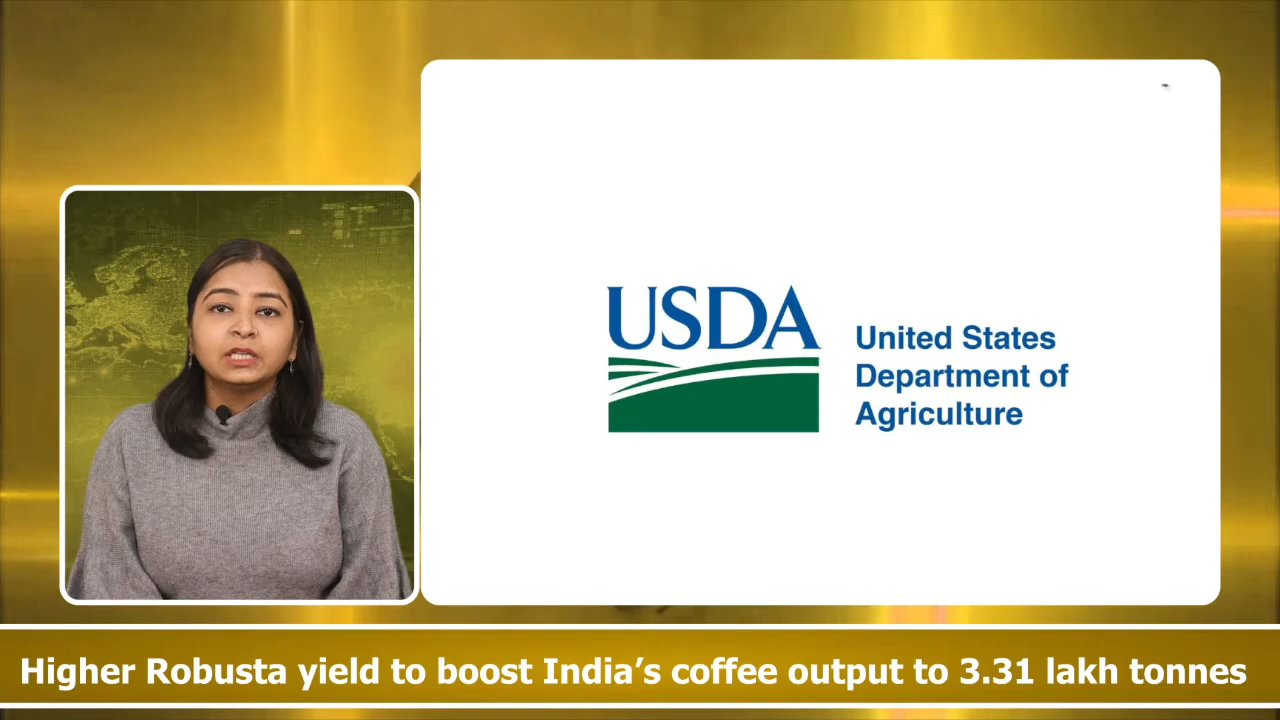 USDA
United States
Department of
Agriculture
Higher Robusta yield to boost India’s coffee output to 3.31 lakh tonnes